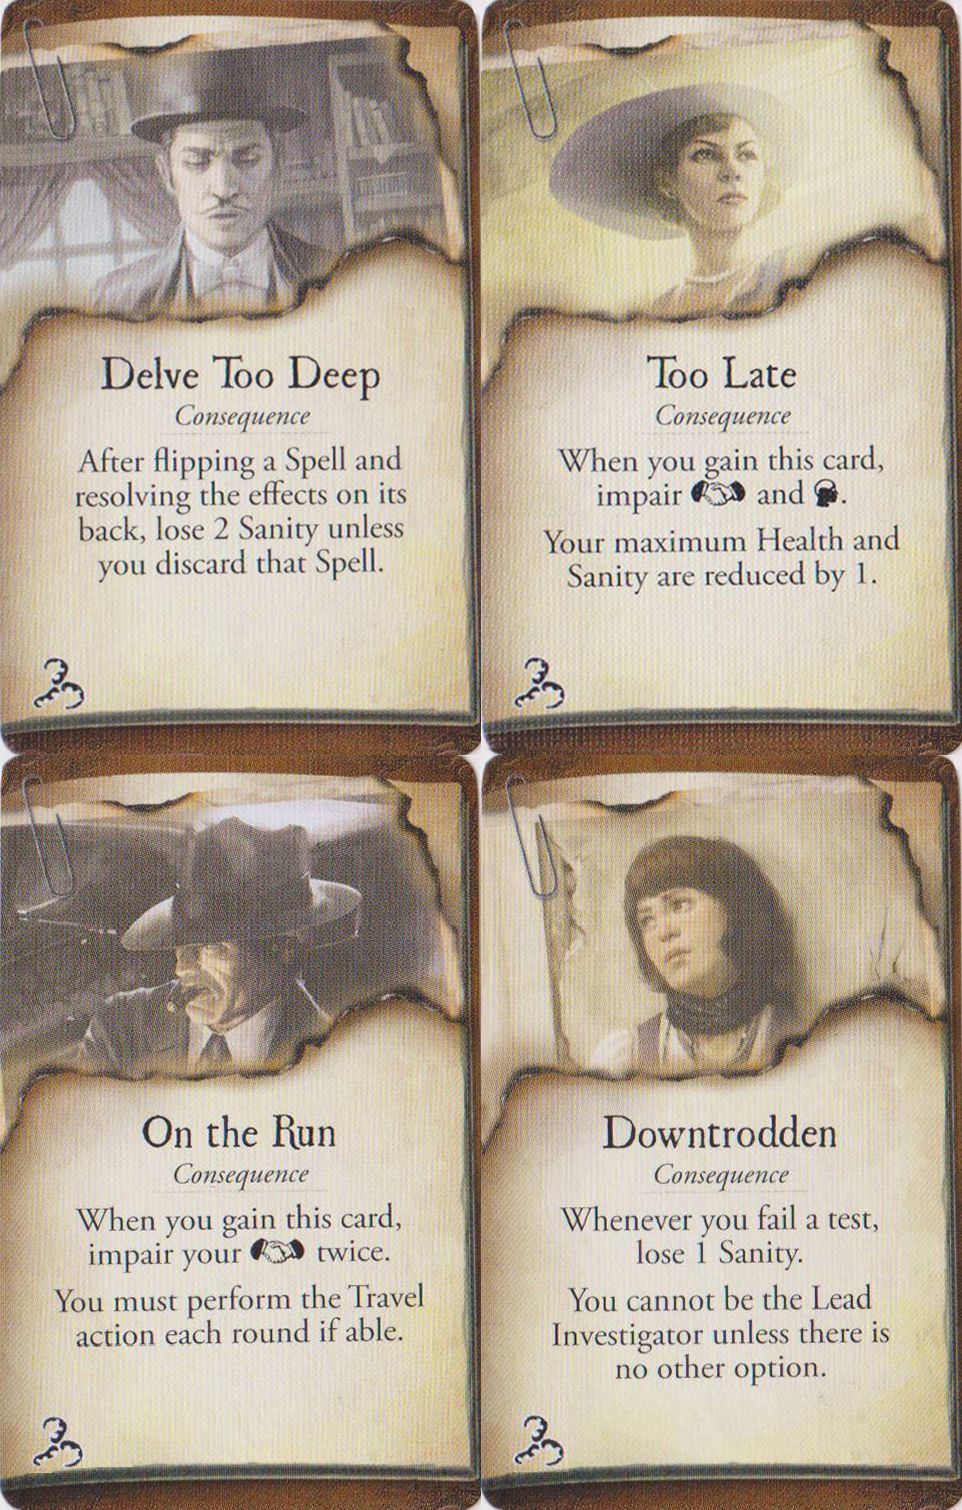 Delve Too Deep
Consequence
After flipping a Spell and
resolving the effects on its
back, lose 2 Sanity unless
you discard that Spell.
Too Late
Consequence
When you gain this card,
impair and .
Your maximum Health and
Sanity are reduced by 1.
On the Run
Consequence
When you gain this card,
impair your twice.
You must perform the Travel
action each round if able.
Downtrodden
Consequence
Whenever you fail a test,
lose 1 Sanity.
You cannot be the Lead
Investigator unless there is
no other option.